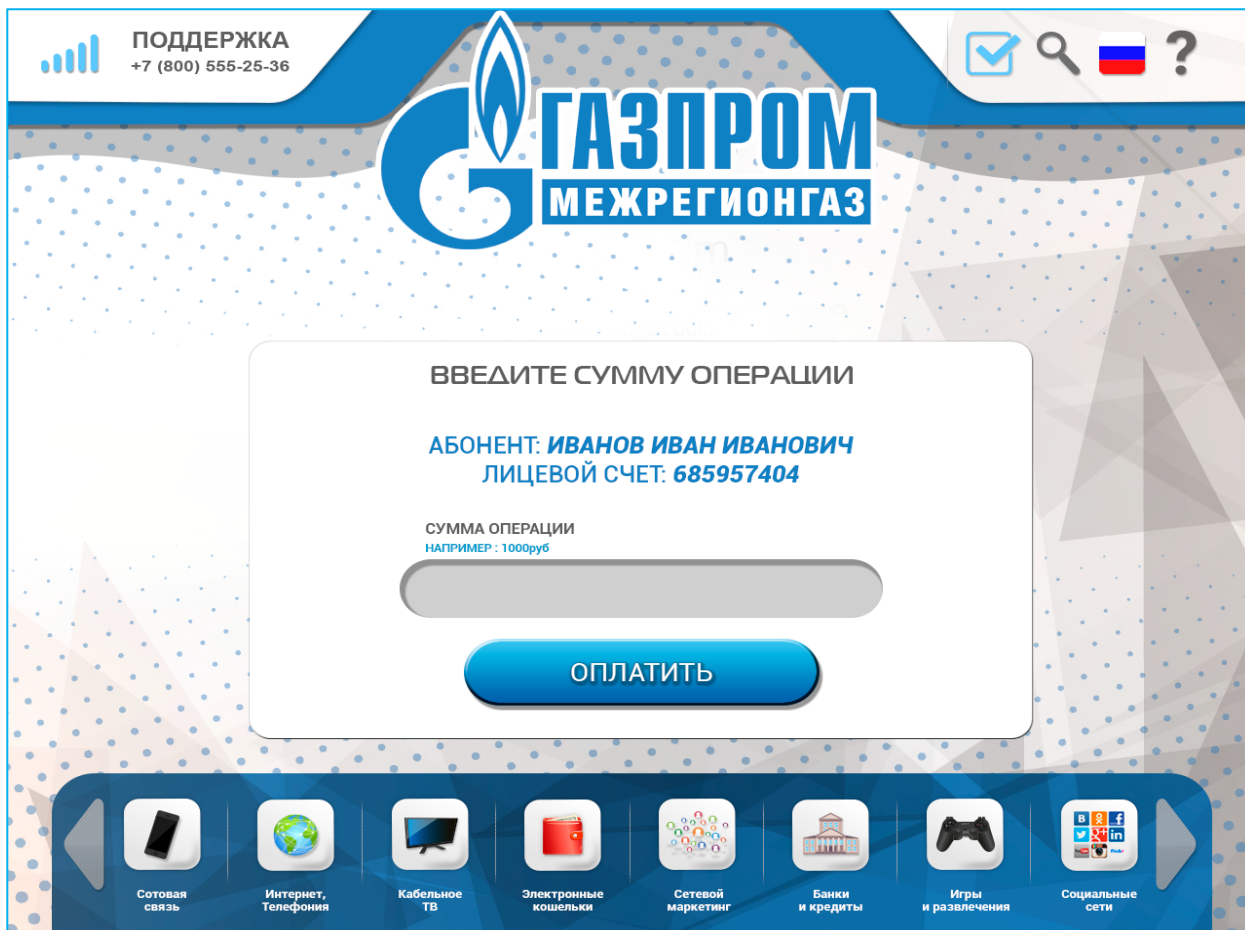 ПОДДЕРЖКА
+7 (800) 555-25-36
?
ГАЗПРОМ
МЕЖРЕГИОНГАЗ
ВВЕДИТЕ СУММУ ОПЕРАЦИИ
АБОНЕНТ: ИВАНОВ ИВАН ИВАНОВИЧ
ЛИЦЕВОЙ СЧЕТ: 685957404
СУММА ОПЕРАЦИИ
НАПРИМЕР : 1000руб
ОПЛАТИТЬ
Сотовая
связь
Интернет,
Телефония
Кабельное
ТВ
Электронные
кошельки
Сетевой
маркетинг
Банки
и кредиты
Игры
и развлечения
Социальные
сети